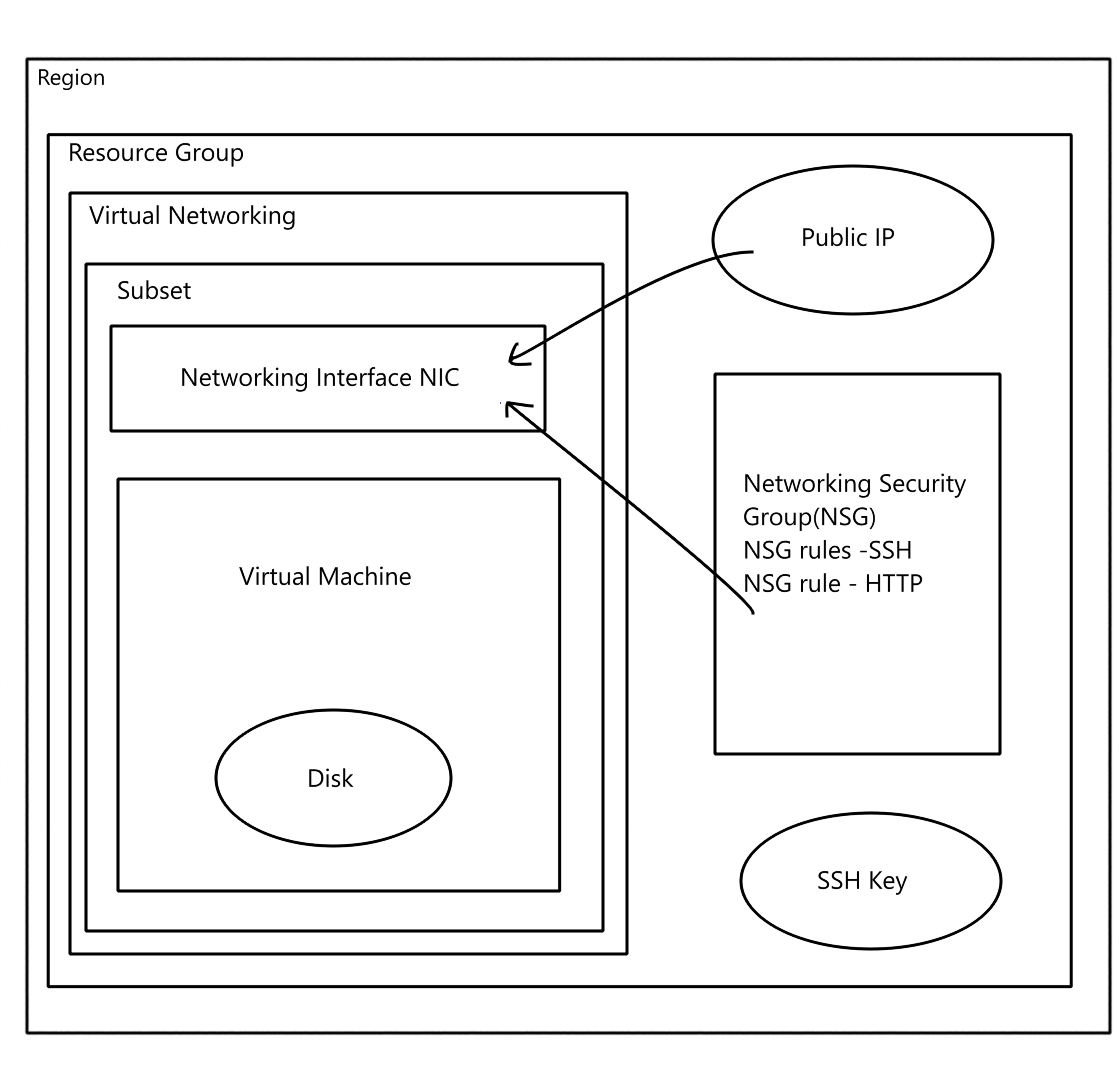 Region
Resource Group
Virtual Networking
Subset
Networking Interface NIC
Virtual Machine
Disk
Public IP
Networking Security
Group(NSG)
NSG rules -SSH
NSG rule - HTTP
SSH Key